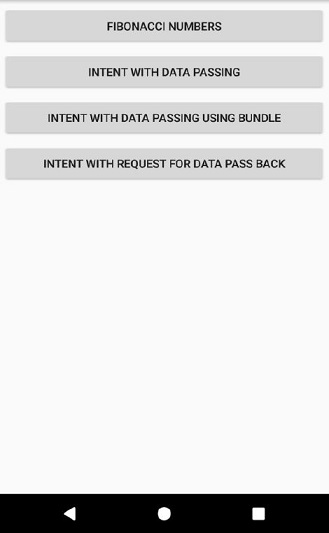 FIBONACCI NUMBERS
INTENT WITH DATA PASSING
INTENT WITH DATA PASSING USING BUNDLE
INTENT WITH REQUEST FOR DATA PASS BACK